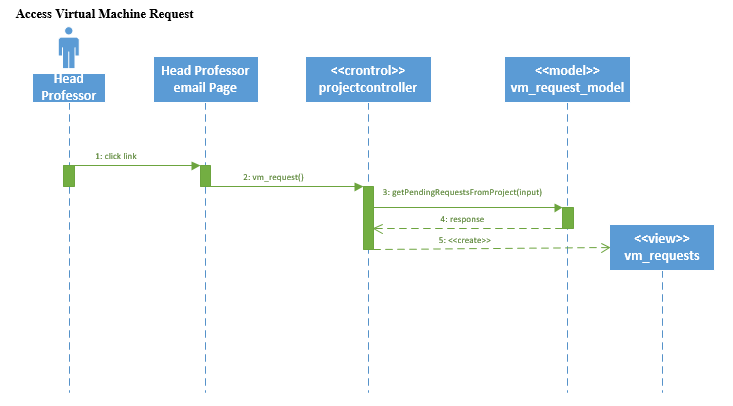 Access Virtual Machine Request
Head
Professor
Head Professor
email Page
<<crontrol>>
projectcontroller
<<model>>
vm_request_model
1: click link
2: vm_request()
3: getPendingRequestsFromProject(input)
4: response
5: <<create>>
<<view>>
vm_requests